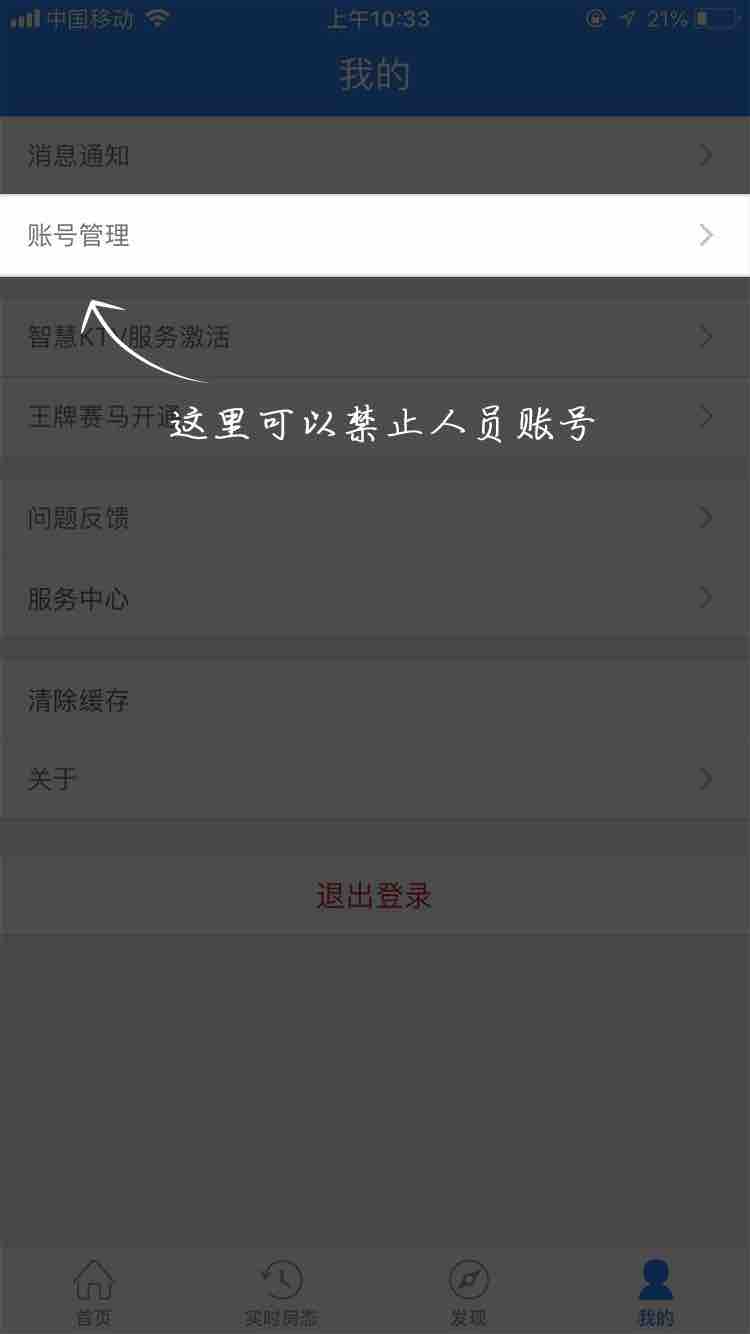 中国移动 上午10:33 21%
我的
消息通知
账号管理
智慧KTV服务激活
王牌赛马开通
这里可以禁止人员账号
问题反馈
服务中心
清除缓存
关于
退出登录
首页 实时房态 发现 我的